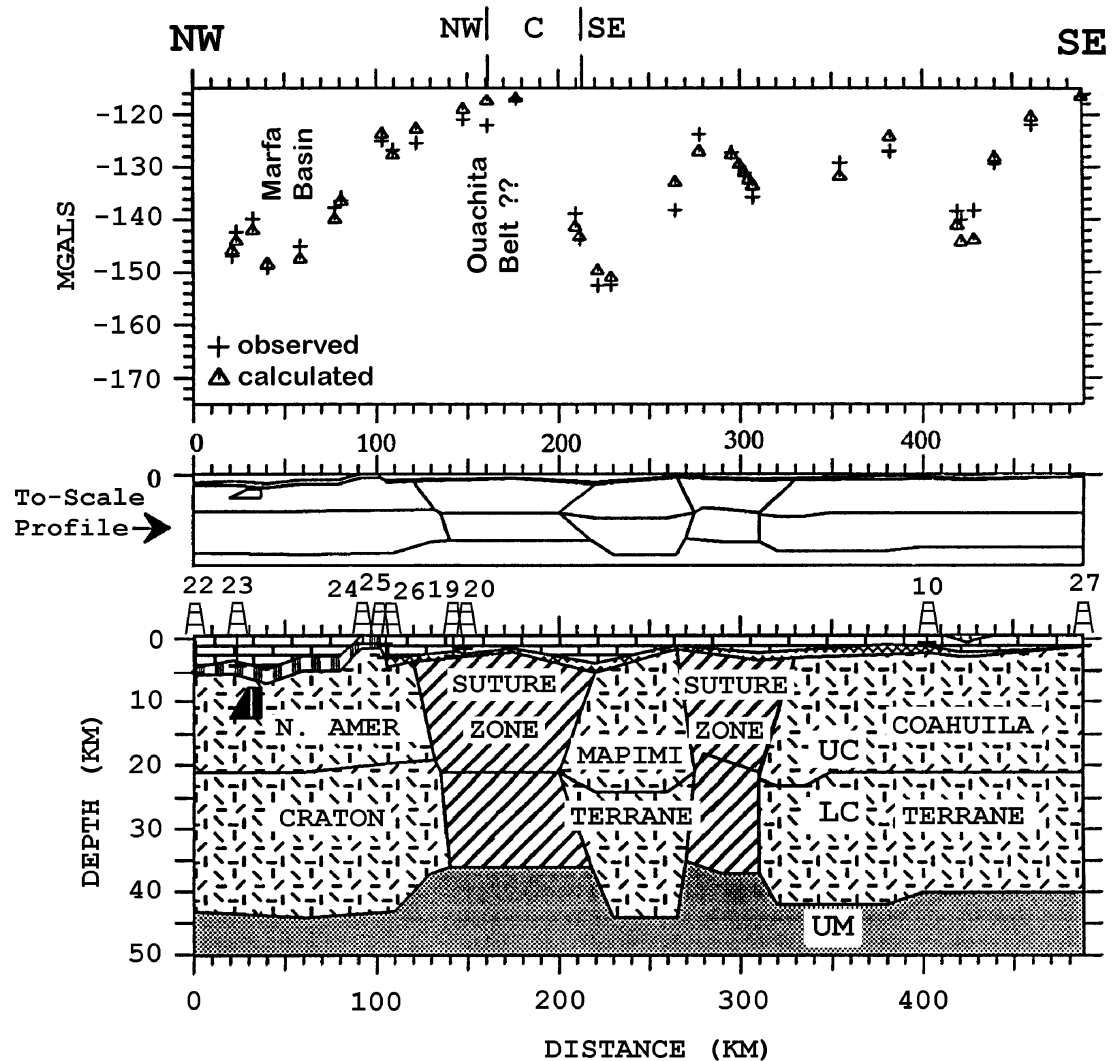 NW
NW C SE
SE
-120
-130
-140
-150
-160
-170
MGALS
Marfa
Basin
Ouachita
Belt ??
observed
calculated
0 100 200 300 400
0
To-Scale
Profile
22 23 24 25 26 19 20 10 27
0
10
20
30
40
50
DEPTH (KM)
N. AMER
CRATON
SUTURE
ZONE
MAPIMI
TERRANE
SUTURE
ZONE
UC
LC
COAHUILA
TERRANE
UM
0 100 200 300 400
DISTANCE (KM)